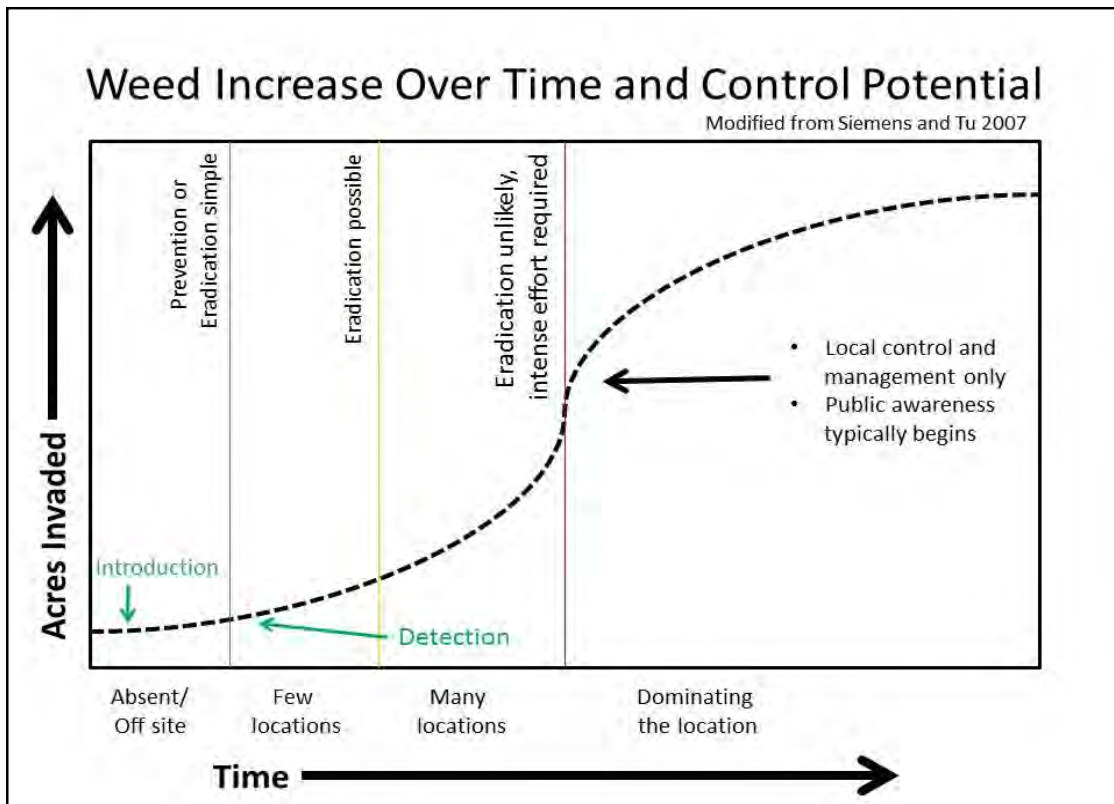 Weed Increase Over Time and Control Potential
Modified from Siemens and Tu 2007
Prevention or
Eradication simple
Eradication possible
Eradication unlikely,
intense effort required
• Local control and
management only
• Public awareness
typically begins
Acres Invaded
Introduction
Detection
Absent/
Off site
Few
locations
Many
locations
Dominating
the location
Time